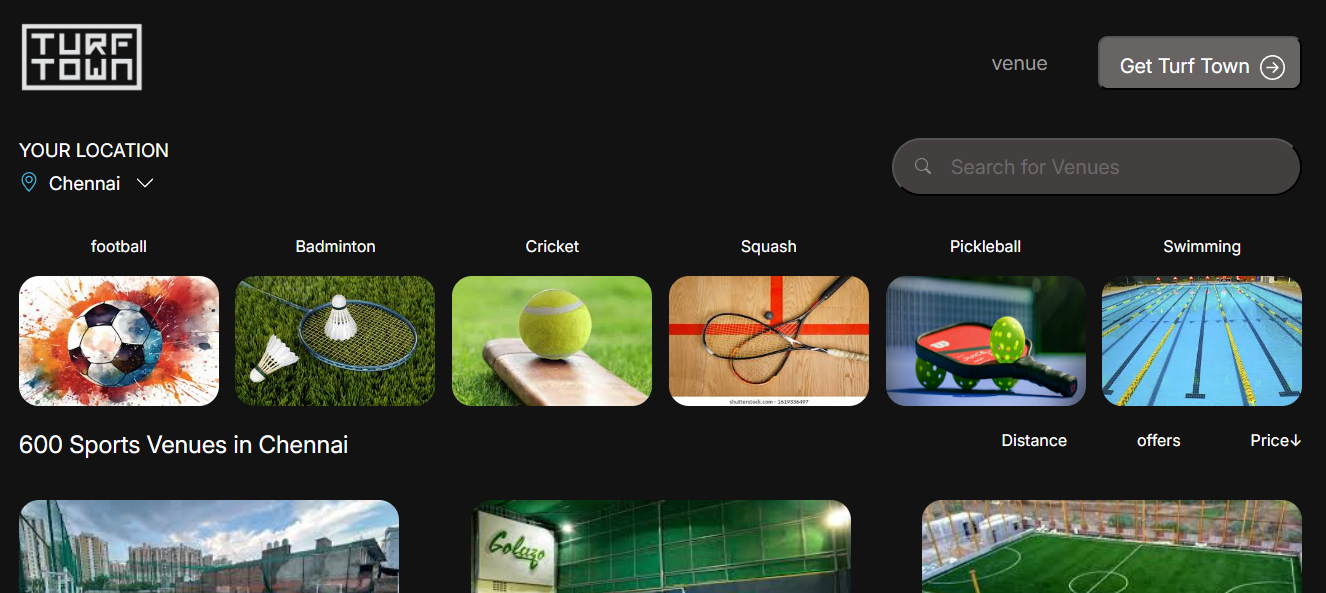 TURF
TOWN
venue
Get Turf Town
YOUR LOCATION
Chennai
Search for Venues
football
Badminton
Cricket
Squash
Pickleball
Swimming
shutterstock.com · 1619336497
600 Sports Venues in Chennai
Distance
offers
Price↓
Golazo